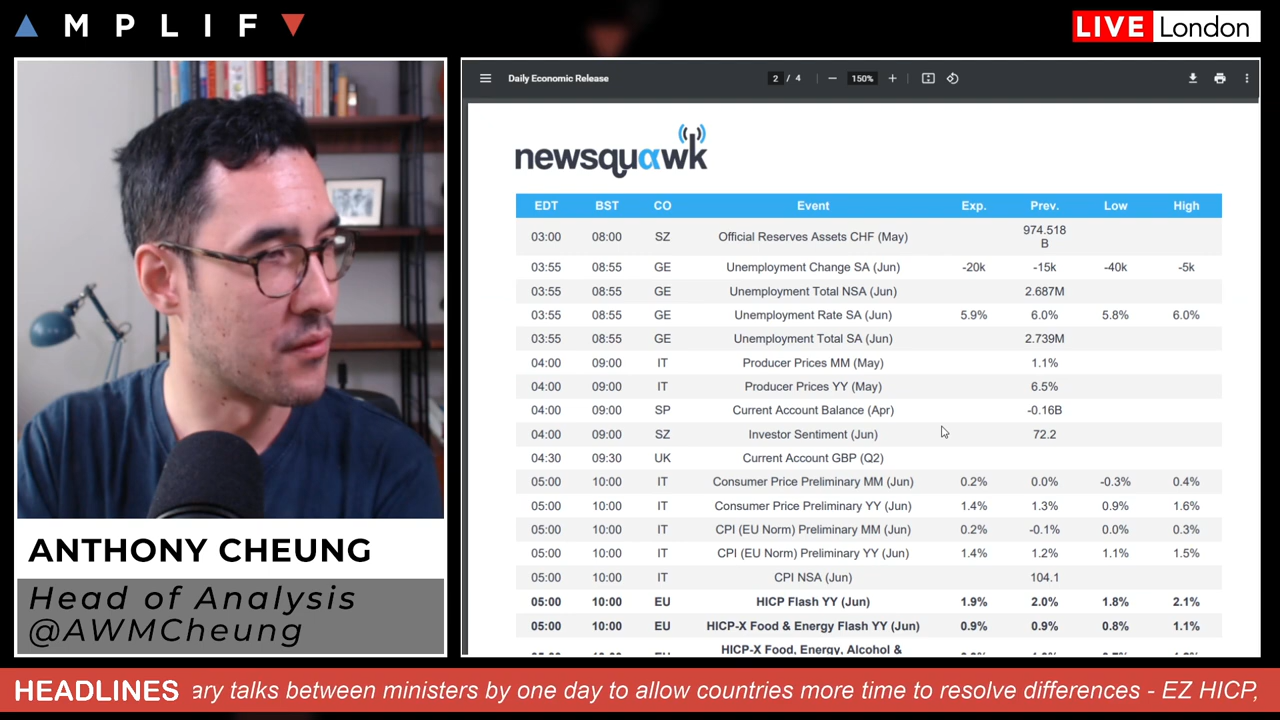 ▲ M P L I F ▼
LIVE London
Daily Economic Release
2 / 4
150%
newsquawk
EDT BST CO Event Exp. Prev. Low High
03:00 08:00 SZ Official Reserves Assets CHF (May) 974.518 B
03:55 08:55 GE Unemployment Change SA (Jun) -20k -15k -40k -5k
03:55 08:55 GE Unemployment Total NSA (Jun) 2.687M
03:55 08:55 GE Unemployment Rate SA (Jun) 5.9% 6.0% 5.8% 6.0%
03:55 08:55 GE Unemployment Total SA (Jun) 2.739M
04:00 09:00 IT Producer Prices MM (May) 1.1%
04:00 09:00 IT Producer Prices YY (May) 6.5%
04:00 09:00 SP Current Account Balance (Apr) -0.16B
04:00 09:00 SZ Investor Sentiment (Jun) 72.2
04:30 09:30 UK Current Account GBP (Q2)
05:00 10:00 IT Consumer Price Preliminary MM (Jun) 0.2% 0.0% -0.3% 0.4%
05:00 10:00 IT Consumer Price Preliminary YY (Jun) 1.4% 1.3% 0.9% 1.6%
05:00 10:00 IT CPI (EU Norm) Preliminary MM (Jun) 0.2% -0.1% 0.0% 0.3%
05:00 10:00 IT CPI (EU Norm) Preliminary YY (Jun) 1.4% 1.2% 1.1% 1.5%
05:00 10:00 IT CPI NSA (Jun) 104.1
05:00 10:00 EU HICP Flash YY (Jun) 1.9% 2.0% 1.8% 2.1%
05:00 10:00 EU HICP-X Food & Energy Flash YY (Jun) 0.9% 0.9% 0.8% 1.1%
HICP-X Food, Energy, Alcohol &
ANTHONY CHEUNG
Head of Analysis
@AWMCheung
HEADLINES ary talks between ministers by one day to allow countries more time to resolve differences - EZ HICP,